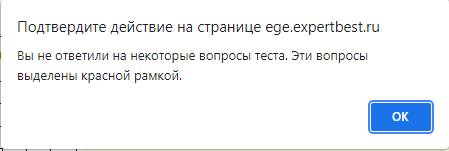 Подтвердите действие на странице ege.expertbest.ru
Вы не ответили на некоторые вопросы теста. Эти вопросы
выделены красной рамкой.
ОК